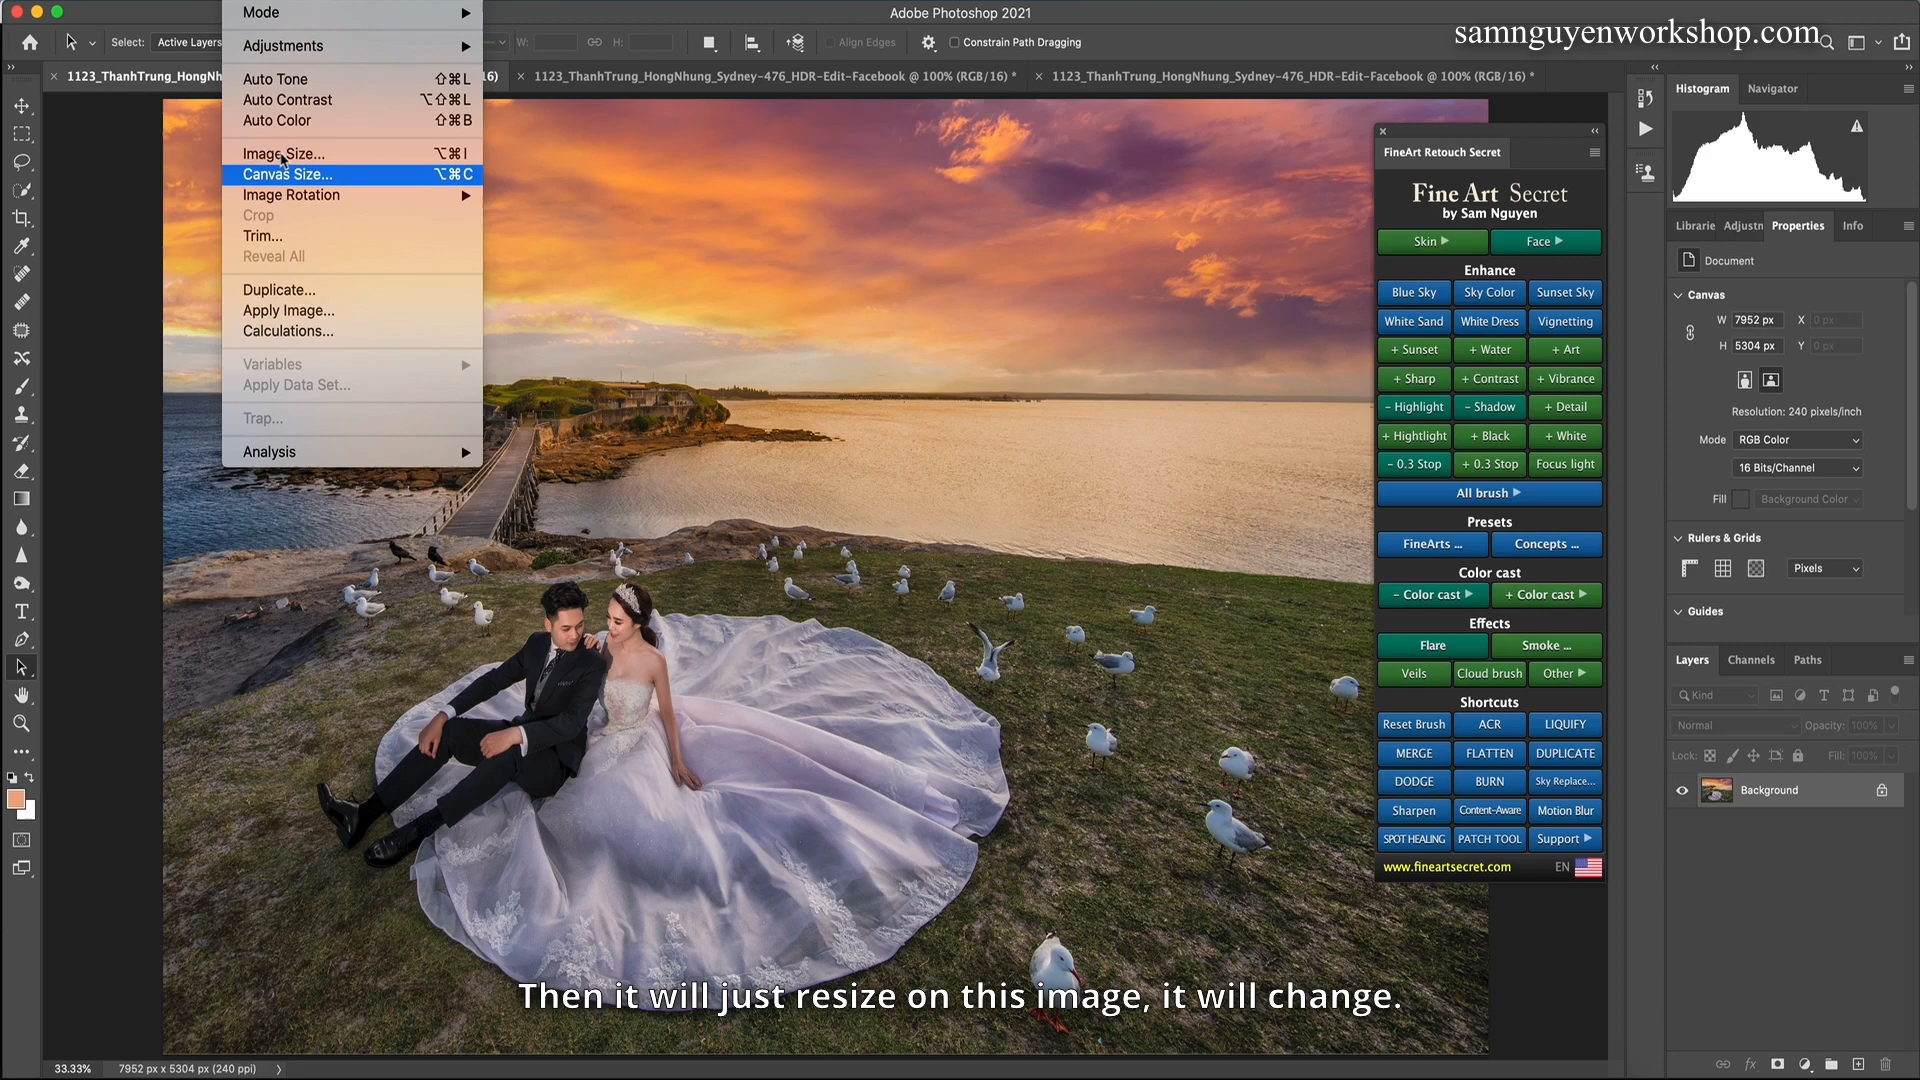 Adobe Photoshop 2021
samnguyenworkshop.com
Select: Active Layers W: H: Align Edges Constrain Path Dragging
1123_ThanhTrung_HongNh 16) 1123_ThanhTrung_HongNhung_Sydney-476_HDR-Edit-Facebook @ 100% (RGB/16) * 1123_ThanhTrung_HongNhung_Sydney-476_HDR-Edit-Facebook @ 100% (RGB/16) *
Mode
Adjustments
Auto Tone ⇧⌘L
Auto Contrast ⌥⇧⌘L
Auto Color ⇧⌘B
Image Size... ⌥⌘I
Canvas Size... ⌥⌘C
Image Rotation
Crop
Trim...
Reveal All
Duplicate...
Apply Image...
Calculations...
Variables
Apply Data Set...
Trap...
Analysis
FineArt Retouch Secret
Fine Art Secret
by Sam Nguyen
Skin Face
Enhance
Blue Sky Sky Color Sunset Sky
White Sand White Dress Vignetting
+ Sunset + Water + Art
+ Sharp + Contrast + Vibrance
- Highlight - Shadow + Detail
+ Hightlight + Black + White
- 0.3 Stop + 0.3 Stop Focus light
All brush
Presets
FineArts ... Concepts ...
Color cast
- Color cast + Color cast
Effects
Flare Smoke ...
Veils Cloud brush Other
Shortcuts
Reset Brush ACR LIQUIFY
MERGE FLATTEN DUPLICATE
DODGE BURN Sky Replace...
Sharpen Content-Aware Motion Blur
SPOT HEALING PATCH TOOL Support
www.fineartsecret.com EN
Histogram Navigator
Librarie Adjustn Properties Info
Document
Canvas
W 7952 px X 0 px
H 5304 px Y 0 px
Resolution: 240 pixels/inch
Mode RGB Color
16 Bits/Channel
Fill Background Color
Rulers & Grids
Pixels
Guides
Layers Channels Paths
Kind
Normal Opacity: 100%
Lock: Fill: 100%
Background
Then it will just resize on this image, it will change.
33.33% 7952 px x 5304 px (240 ppi)